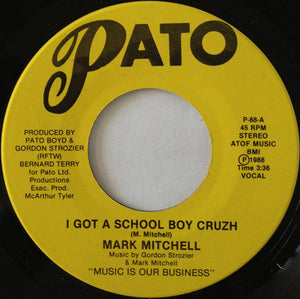 PATO
P-88-A
45 RPM
STEREO
ATOF MUSIC
BMI
℗1988
Time 3:36
VOCAL
PRODUCED BY
PATO BOYD &
GORDON STROZIER
(RFTW)
BERNARD TERRY
for Pato Ltd.
Productions
Exec. Prod.
McArthur Tyler
I GOT A SCHOOL BOY CRUZH
(M. Mitchell)
MARK MITCHELL
Music by Gordon Strozier
& Mark Mitchell
"MUSIC IS OUR BUSINESS"